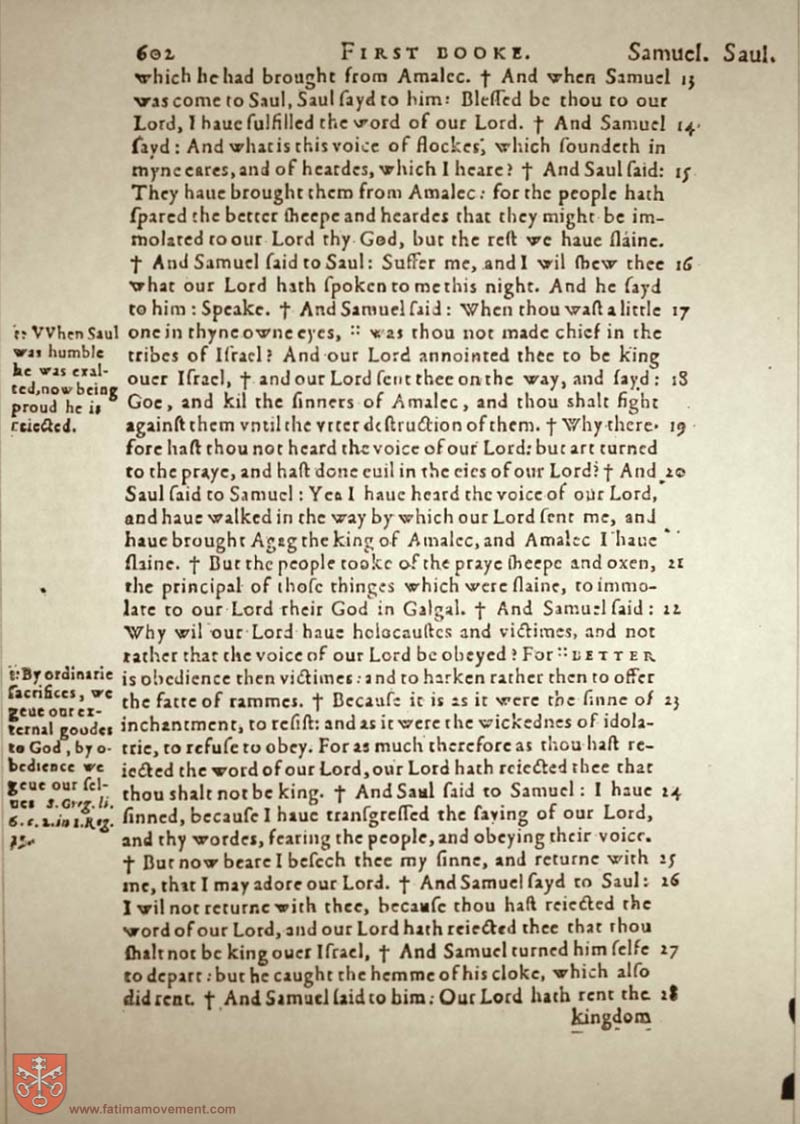 602 FIRST BOOKE. Samuel. Saul.
which he had brought from Amalec. † And when Samuel 13
was come to Saul, Saul ſayd to him: Bleſſed be thou to our
Lord, I haue fulfilled the word of our Lord. † And Samuel 14
ſayd: And what is this voice of flockes, which ſoundeth in
myne eares, and of heardes, which I heare? † And Saul ſaid: 15
They haue brought them from Amalec: for the people hath
ſpared the better ſheepe and heardes that they might be im-
molated to our Lord thy God, but the reſt we haue ſlaine.
† And Samuel ſaid to Saul: Suffer me, and I wil ſhew thee 16
what our Lord hath ſpoken to me this night. And he ſayd
to him: Speake. † And Samuel ſaid: When thou waſt a litle 17
one in thyne owne eyes, :: was thou not made chief in the
tribes of Iſrael? And our Lord annointed thee to be king
ouer Iſrael, † and our Lord ſent thee on the way, and ſayd: 18
Goe, and kil the ſinners of Amalec, and thou shalt fight
againſt them vntil the vtter deſtruction of them. † Why there- 19
fore haſt thou not heard the voice of our Lord: but art turned
to the praye, and haſt done euil in the eies of our Lord? † And 20
Saul ſaid to Samuel: Yea I haue heard the voice of our Lord,
and haue walked in the way by which our Lord ſent me, and
haue brought Agag the king of Amalec, and Amalec I haue
ſlaine. † But the people tooke of the praye ſheepe and oxen, 21
the principal of thoſe thinges which were ſlaine, to immo-
late to our Lord their God in Galgal. † And Samuel ſaid: 22
Why wil our Lord haue holocauſtes and victimes, and not
rather that the voice of our Lord be obeyed? For :: BETTER
is obedience then victimes: and to harken rather then to offer
the fatte of rammes. † Becauſe it is as it were the ſinne of 23
inchantment, to reſiſt: and as it were the wickednes of idola-
trie, to refuſe to obey. For as much therefore as thou haſt re-
iected the word of our Lord, our Lord hath reiected thee that
thou shalt not be king. † And Saul ſaid to Samuel: I haue 24
ſinned, becauſe I haue tranſgreſſed the ſaying of our Lord,
and thy wordes, fearing the people, and obeying their voice.
† But now beare I beſech thee my ſinne, and returne with 25
me, that I may adore our Lord. † And Samuel ſayd to Saul: 26
I wil not returne with thee, becauſe thou haſt reiected the
word of our Lord, and our Lord hath reiected thee that thou
ſhalt not be king ouer Iſrael, † And Samuel turned him ſelfe 27
to depart: but he caught the hemme of his cloke, which alſo
did rent. † And Samuel ſaid to him: Our Lord hath rent the 28
kingdom
:: VVhen Saul
was humble
he was exal-
ted, now being
proud he is
reiected.
:: By ordinarie
ſacrifices, we
geue our ex-
ternal goodes
to God, by o-
bedience we
geue our ſel-
ues S. Greg. li.
6. c. 2. in 1. Reg.
www.fatimamovement.com